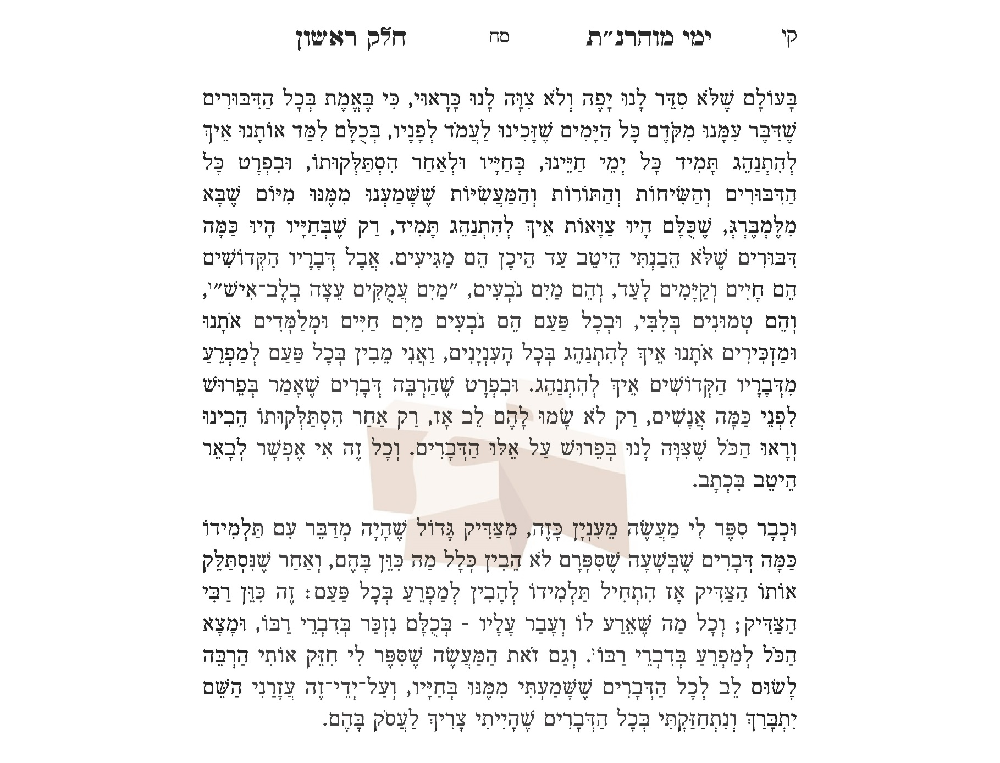 קי ימי מוהרנ״ת סח חלק ראשון
בָּעוֹלָם שֶׁלֹּא סִדֵּר לָנוּ יָפֶה וְלֹא צִוָּה לָנוּ כָּרָאוּי, כִּי בֶּאֱמֶת בְּכָל הַדִּבּוּרִים
שֶׁדִּבֶּר עִמָּנוּ מִקֹּדֶם כָּל הַיָּמִים שֶׁזָּכִינוּ לַעֲמֹד לְפָנָיו, בְּכֻלָּם לִמֵּד אוֹתָנוּ אֵיךְ
לְהִתְנַהֵג תָּמִיד כָּל יְמֵי חַיֵּינוּ, בְּחַיָּיו וּלְאַחַר הִסְתַּלְּקוּתוֹ, וּבִפְרָט כָּל
הַדִּבּוּרִים וְהַשִּׂיחוֹת וְהַתּוֹרוֹת וְהַמַּעֲשִׂיּוֹת שֶׁשָּׁמַעְנוּ מִמֶּנּוּ מִיּוֹם שֶׁבָּא
מִלֶּמְבֶּרְגְּ, שֶׁכֻּלָּם הָיוּ צַוָּאוֹת אֵיךְ לְהִתְנַהֵג תָּמִיד, רַק שֶׁבְּחַיָּיו הָיוּ כַּמָּה
דִּבּוּרִים שֶׁלֹּא הֵבַנְתִּי הֵיטֵב עַד הֵיכָן הֵם מַגִּיעִים. אֲבָל דְּבָרָיו הַקְּדוֹשִׁים
הֵם חָיִים וְקַיָּמִים לָעַד, וְהֵם מַיִם נֹבְעִים, ״מַיִם עֲמֻקִּים עֵצָה בְלֶב־אִישׁ״ו,
וְהֵם טְמוּנִים בְּלִבִּי, וּבְכָל פַּעַם הֵם נֹבְעִים מַיִם חַיִּים וּמְלַמְּדִים אֹתָנוּ
וּמַזְכִּירִים אֹתָנוּ אֵיךְ לְהִתְנַהֵג בְּכָל הָעִנְיָנִים, וַאֲנִי מֵבִין בְּכָל פַּעַם לְמַפְרֵעַ
מִדְּבָרָיו הַקְּדוֹשִׁים אֵיךְ לְהִתְנַהֵג. וּבִפְרָט שֶׁהַרְבֵּה דְּבָרִים שֶׁאָמַר בְּפֵרוּשׁ
לִפְנֵי כַּמָּה אֲנָשִׁים, רַק לֹא שָׂמוּ לָהֶם לֵב אָז, רַק אַחַר הִסְתַּלְּקוּתוֹ הֵבִינוּ
וְרָאוּ הַכֹּל שֶׁצִּוָּה לָנוּ בְּפֵרוּשׁ עַל אֵלּוּ הַדְּבָרִים. וְכָל זֶה אִי אֶפְשָׁר לְבָאֵר
הֵיטֵב בִּכְתָב.
וּכְבָר סִפֵּר לִי מַעֲשֶׂה מֵעִנְיָן כָּזֶה, מִצַּדִּיק גָּדוֹל שֶׁהָיָה מְדַבֵּר עִם תַּלְמִידוֹ
כַּמָּה דְּבָרִים שֶׁבְּשָׁעָה שֶׁסִּפְּרָם לֹא הֵבִין כְּלָל מַה כִּוֵּן בָּהֶם, וְאַחַר שֶׁנִּסְתַּלֵּק
אוֹתוֹ הַצַּדִּיק אָז הִתְחִיל תַּלְמִידוֹ לְהָבִין לְמַפְרֵעַ בְּכָל פַּעַם: זֶה כִּוֵּן רַבִּי
הַצַּדִּיק; וְכָל מַה שֶּׁאֵרַע לוֹ וְעָבַר עָלָיו - בְּכֻלָּם נִזְכַּר בְּדִבְרֵי רַבּוֹ, וּמָצָא
הַכֹּל לְמַפְרֵעַ בְּדִבְרֵי רַבּוֹז. וְגַם זֹאת הַמַּעֲשֶׂה שֶׁסִּפֶּר לִי חִזֵּק אוֹתִי הַרְבֵּה
לָשׂוּם לֵב לְכָל הַדְּבָרִים שֶׁשָּׁמַעְתִּי מִמֶּנּוּ בְּחַיָּיו, וְעַל־יְדֵי־זֶה עֲזָרַנִי הַשֵּׁם
יִתְבָּרַךְ וְנִתְחַזַּקְתִּי בְּכָל הַדְּבָרִים שֶׁהָיִיתִי צָרִיךְ לַעֲסֹק בָּהֶם.